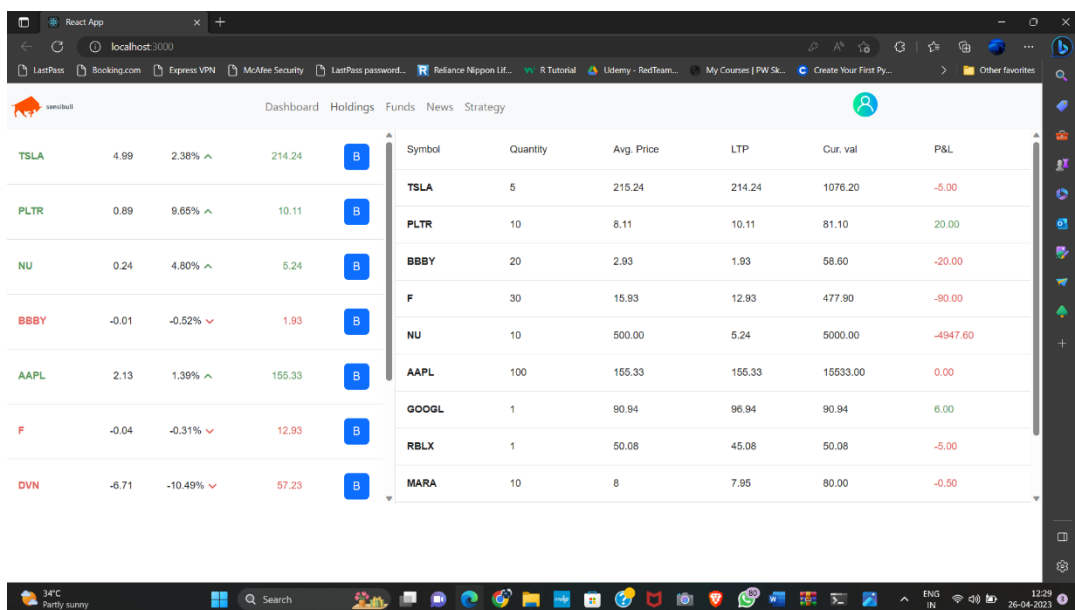 React App
localhost:3000
LastPass Booking.com Express VPN McAfee Security LastPass password... Reliance Nippon Lif... R Tutorial Udemy - RedTeam... My Courses | PW Sk... Create Your First Py... Other favorites
sensibull Dashboard Holdings Funds News Strategy
Symbol Quantity Avg. Price LTP Cur. val P&L
TSLA 4.99 2.38% 214.24 B
TSLA 5 215.24 214.24 1076.20 -5.00
PLTR 0.89 9.65% 10.11 B
PLTR 10 8.11 10.11 81.10 20.00
NU 0.24 4.80% 5.24 B
BBBY 20 2.93 1.93 58.60 -20.00
F 30 15.93 12.93 477.90 -90.00
BBBY -0.01 -0.52% 1.93 B
NU 10 500.00 5.24 5000.00 -4947.60
AAPL 2.13 1.39% 155.33 B
AAPL 100 155.33 155.33 15533.00 0.00
GOOGL 1 90.94 96.94 90.94 6.00
F -0.04 -0.31% 12.93 B
RBLX 1 50.08 45.08 50.08 -5.00
DVN -6.71 -10.49% 57.23 B
MARA 10 8 7.95 80.00 -0.50
34°C
Partly sunny
Search
80
ENG
IN
12:29
26-04-2023